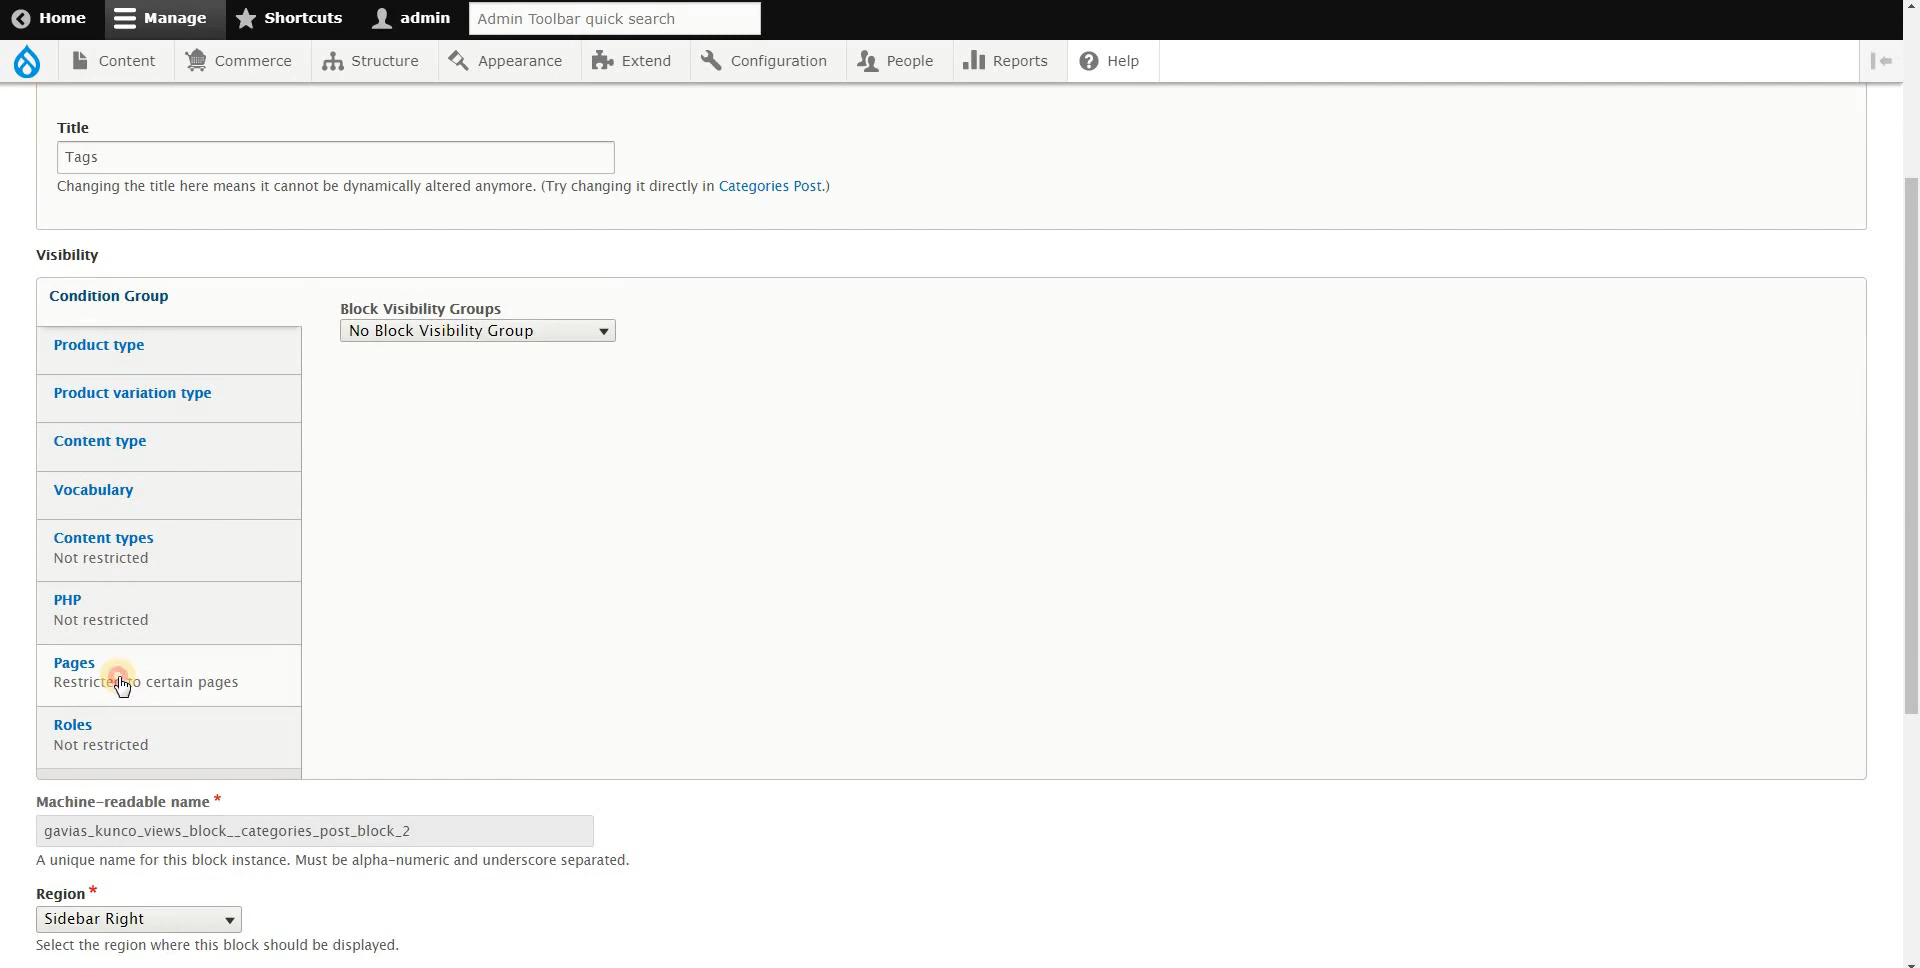 Home Manage Shortcuts admin Admin Toolbar quick search
Content Commerce Structure Appearance Extend Configuration People Reports Help
Title
Tags
Changing the title here means it cannot be dynamically altered anymore. (Try changing it directly in Categories Post.)
Visibility
Condition Group
Block Visibility Groups
No Block Visibility Group
Product type
Product variation type
Content type
Vocabulary
Content types
Not restricted
PHP
Not restricted
Pages
Restricted to certain pages
Roles
Not restricted
Machine-readable name *
gavias_kunco_views_block__categories_post_block_2
A unique name for this block instance. Must be alpha-numeric and underscore separated.
Region *
Sidebar Right
Select the region where this block should be displayed.